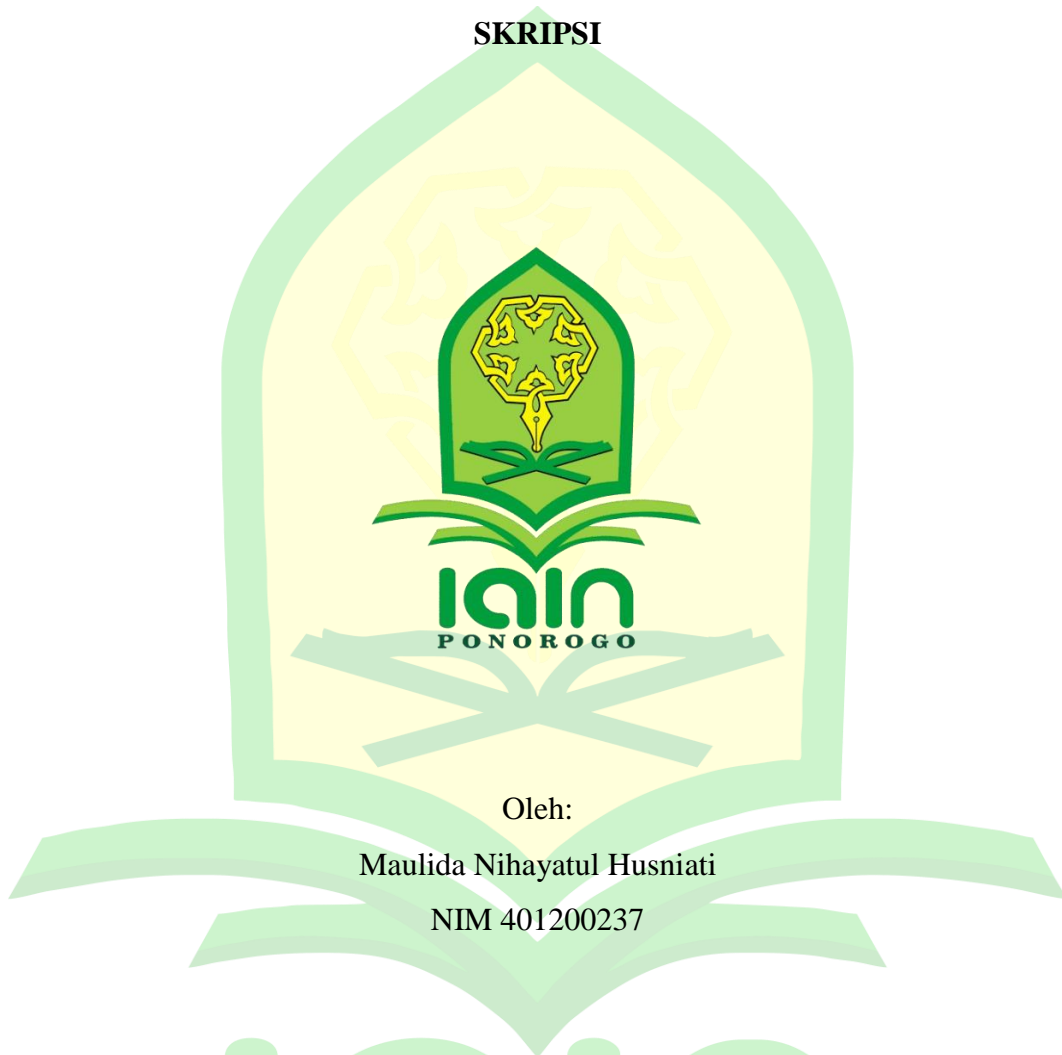 SKRIPSI
iain
PONOROGO
Oleh:
Maulida Nihayatul Husniati
NIM 401200237